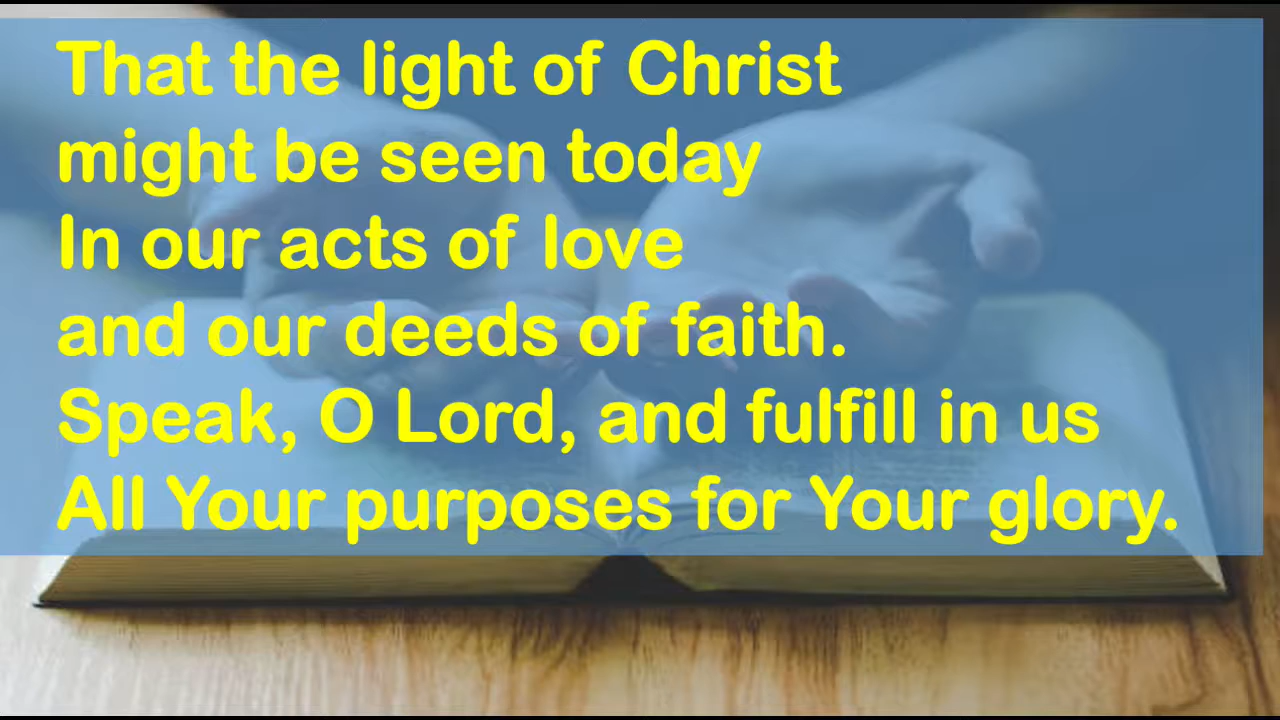 That the light of Christ
might be seen today
In our acts of love
and our deeds of faith.
Speak, O Lord, and fulfill in us
All Your purposes for Your glory.